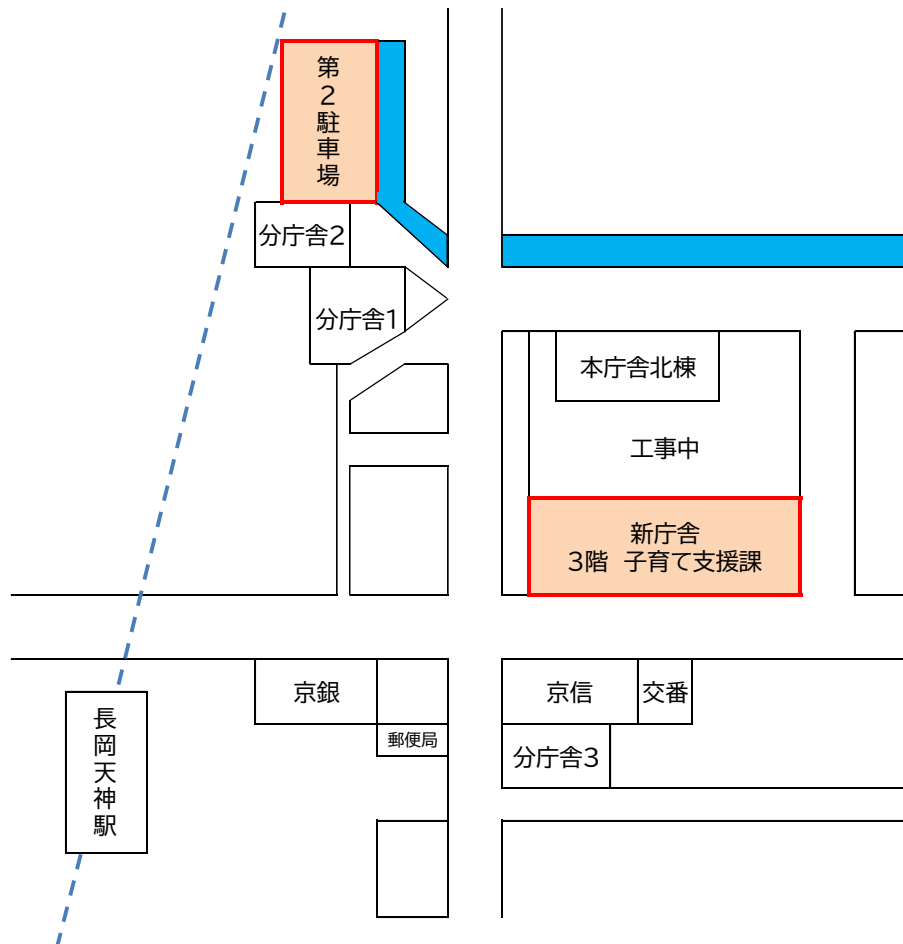 第2駐車場
分庁舎2
分庁舎1
本庁舎北棟
工事中
新庁舎
3階 子育て支援課
京銀
京信
交番
郵便局
分庁舎3
長岡天神駅